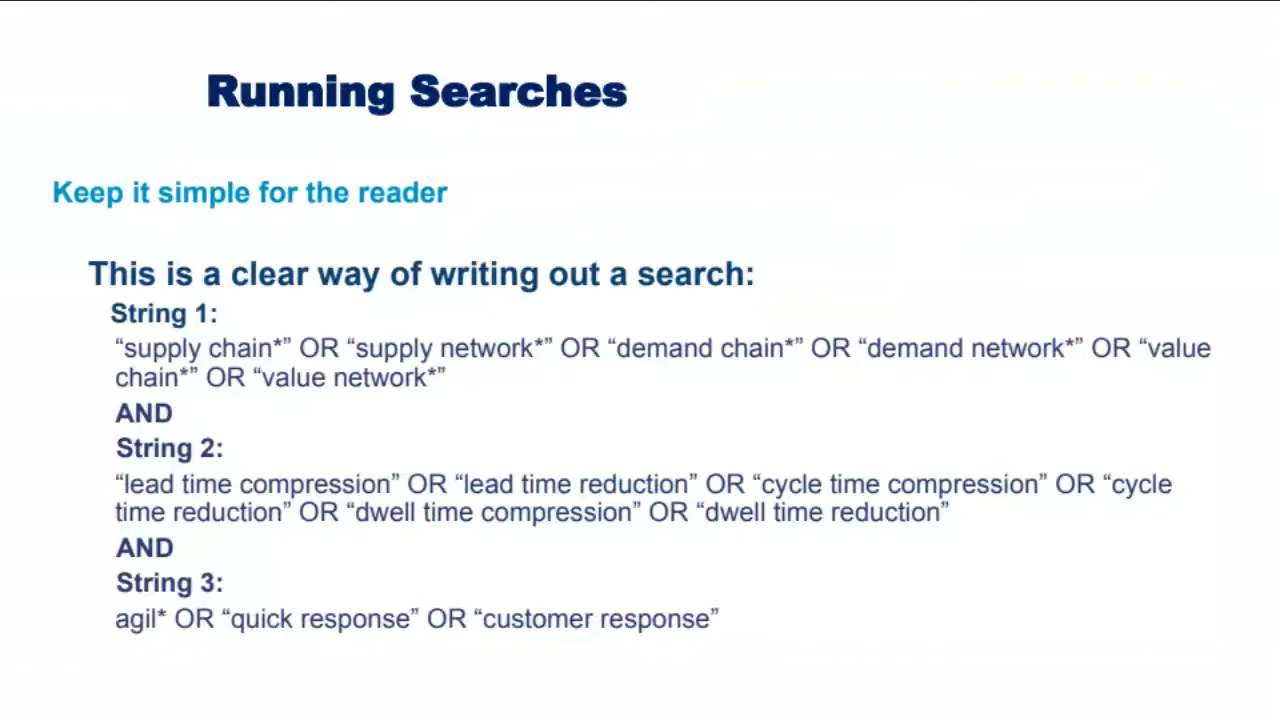 Running Searches
Keep it simple for the reader
This is a clear way of writing out a search:
String 1:
“supply chain*” OR “supply network*” OR “demand chain*” OR “demand network*” OR “value
chain*” OR “value network*”
AND
String 2:
“lead time compression” OR “lead time reduction” OR “cycle time compression” OR “cycle
time reduction” OR “dwell time compression” OR “dwell time reduction”
AND
String 3:
agil* OR “quick response” OR “customer response”